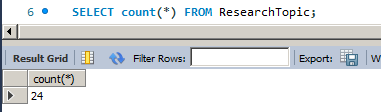 6 SELECT count(*) FROM ResearchTopic;
Result Grid Filter Rows: Export:
count(*)
24